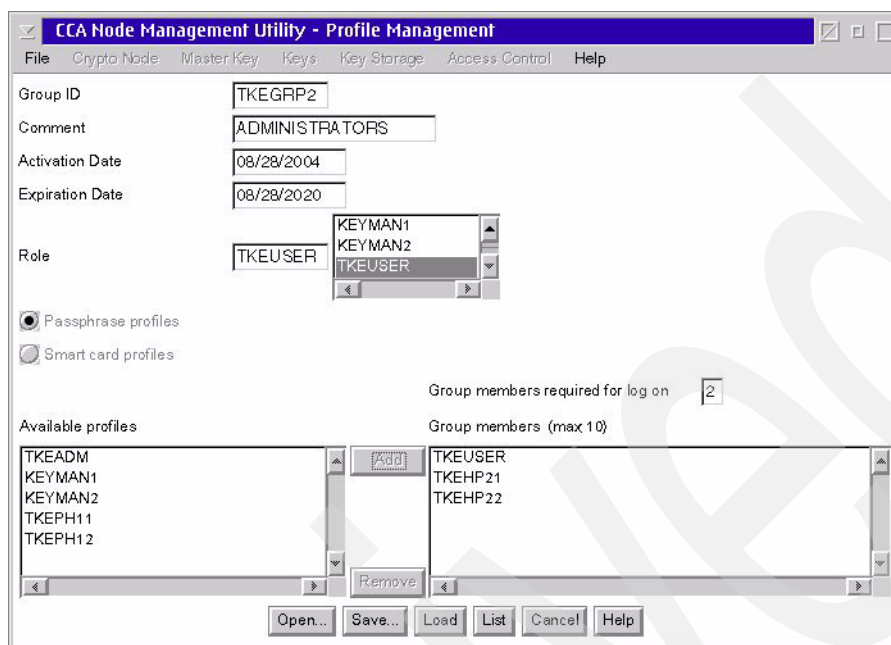 CCA Node Management Utility - Profile Management
File Crypto Node Master Key Keys Key Storage Access Control Help
Group ID TKEGRP2
Comment ADMINISTRATORS
Activation Date 08/28/2004
Expiration Date 08/28/2020
KEYMAN1
KEYMAN2
Role TKEUSER TKEUSER
Passphrase profiles
Smart card profiles
Group members required for log on 2
Available profiles Group members (max 10)
TKEADM Add TKEUSER
KEYMAN1 TKEHP21
KEYMAN2 TKEHP22
TKEPH11
TKEPH12
Remove
Open... Save... Load List Cancel Help